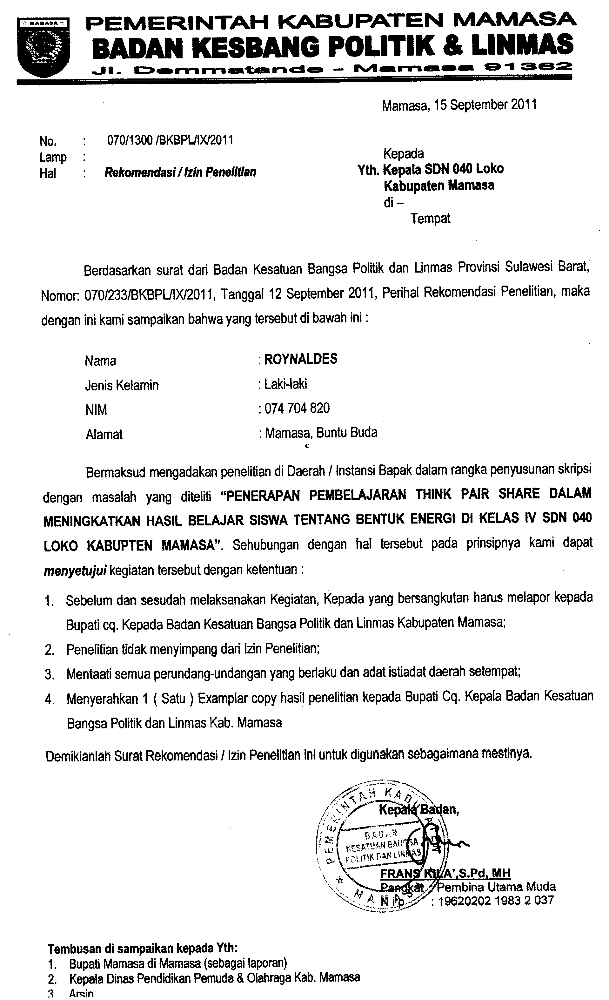 MAMASA
PEMERINTAH KABUPATEN MAMASA
BADAN KESBANG POLITIK & LINMAS
Jl. Demmatande – Mamasa 91362
Mamasa, 15 September 2011
No. : 070/1300 /BKBPL/IX/2011
Lamp :
Hal : Rekomendasi / Izin Penelitian
Kepada
Yth. Kepala SDN 040 Loko
Kabupaten Mamasa
di –
Tempat
Berdasarkan surat dari Badan Kesatuan Bangsa Politik dan Linmas Provinsi Sulawesi Barat,
Nomor: 070/233/BKBPL/IX/2011, Tanggal 12 September 2011, Perihal Rekomendasi Penelitian, maka
dengan ini kami sampaikan bahwa yang tersebut di bawah ini :
Nama : ROYNALDES
Jenis Kelamin : Laki-laki
NIM : 074 704 820
Alamat : Mamasa, Buntu Buda
Bermaksud mengadakan penelitian di Daerah / Instansi Bapak dalam rangka penyusunan skripsi
dengan masalah yang diteliti “PENERAPAN PEMBELAJARAN THINK PAIR SHARE DALAM
MENINGKATKAN HASIL BELAJAR SISWA TENTANG BENTUK ENERGI DI KELAS IV SDN 040
LOKO KABUPTEN MAMASA”. Sehubungan dengan hal tersebut pada prinsipnya kami dapat
menyetujui kegiatan tersebut dengan ketentuan :
1. Sebelum dan sesudah melaksanakan Kegiatan, Kepada yang bersangkutan harus melapor kepada
Bupati cq. Kepada Badan Kesatuan Bangsa Politik dan Linmas Kabupaten Mamasa;
2. Penelitian tidak menyimpang dari Izin Penelitian;
3. Mentaati semua perundang-undangan yang berlaku dan adat istiadat daerah setempat;
4. Menyerahkan 1 ( Satu ) Examplar copy hasil penelitian kepada Bupati Cq. Kepala Badan Kesatuan
Bangsa Politik dan Linmas Kab. Mamasa
Demikianlah Surat Rekomendasi / Izin Penelitian ini untuk digunakan sebagaimana mestinya.
Kepala Badan,
PEMERINTAH KABUPATEN
BADAN
KESATUAN BANGSA
POLITIK DAN LINMAS
MAMASA
FRANS KILA’,S.Pd, MH
Pangkat : Pembina Utama Muda
Nip : 19620202 1983 2 037
Tembusan di sampaikan kepada Yth:
1. Bupati Mamasa di Mamasa (sebagai laporan)
2. Kepala Dinas Pendidikan Pemuda & Olahraga Kab. Mamasa
3 Arsip